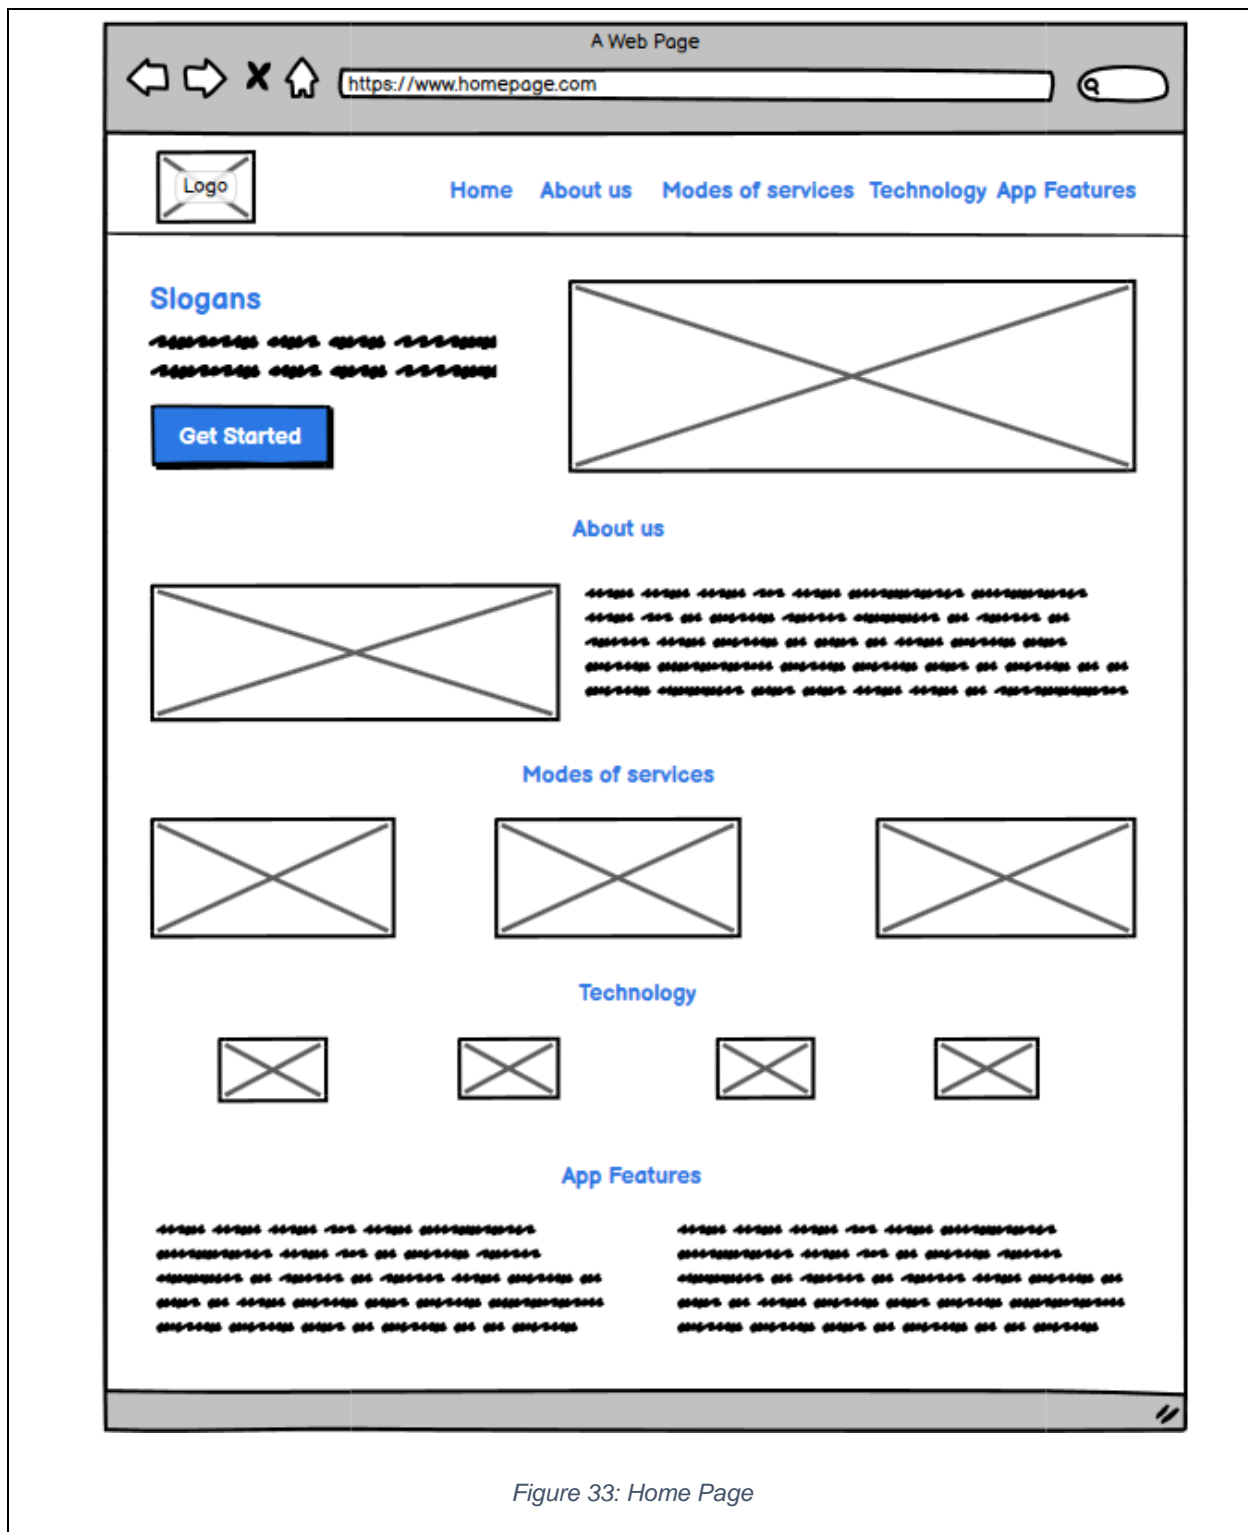 A Web Page
https://www.homepage.com
Logo
Home About us Modes of services Technology App Features
Slogans
Get Started
About us
Modes of services
Technology
App Features
Figure 33: Home Page